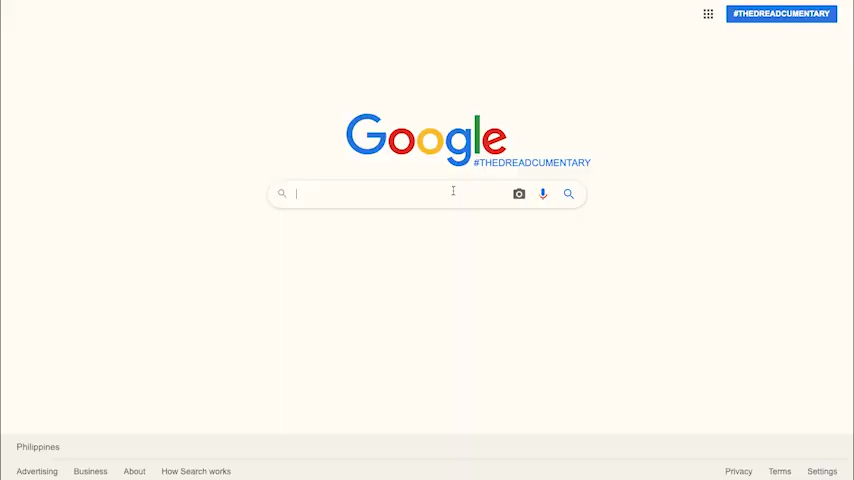 #THEDREADCUMENTARY
Google
#THEDREADCUMENTARY
Philippines
Advertising Business About How Search works Privacy Terms Settings